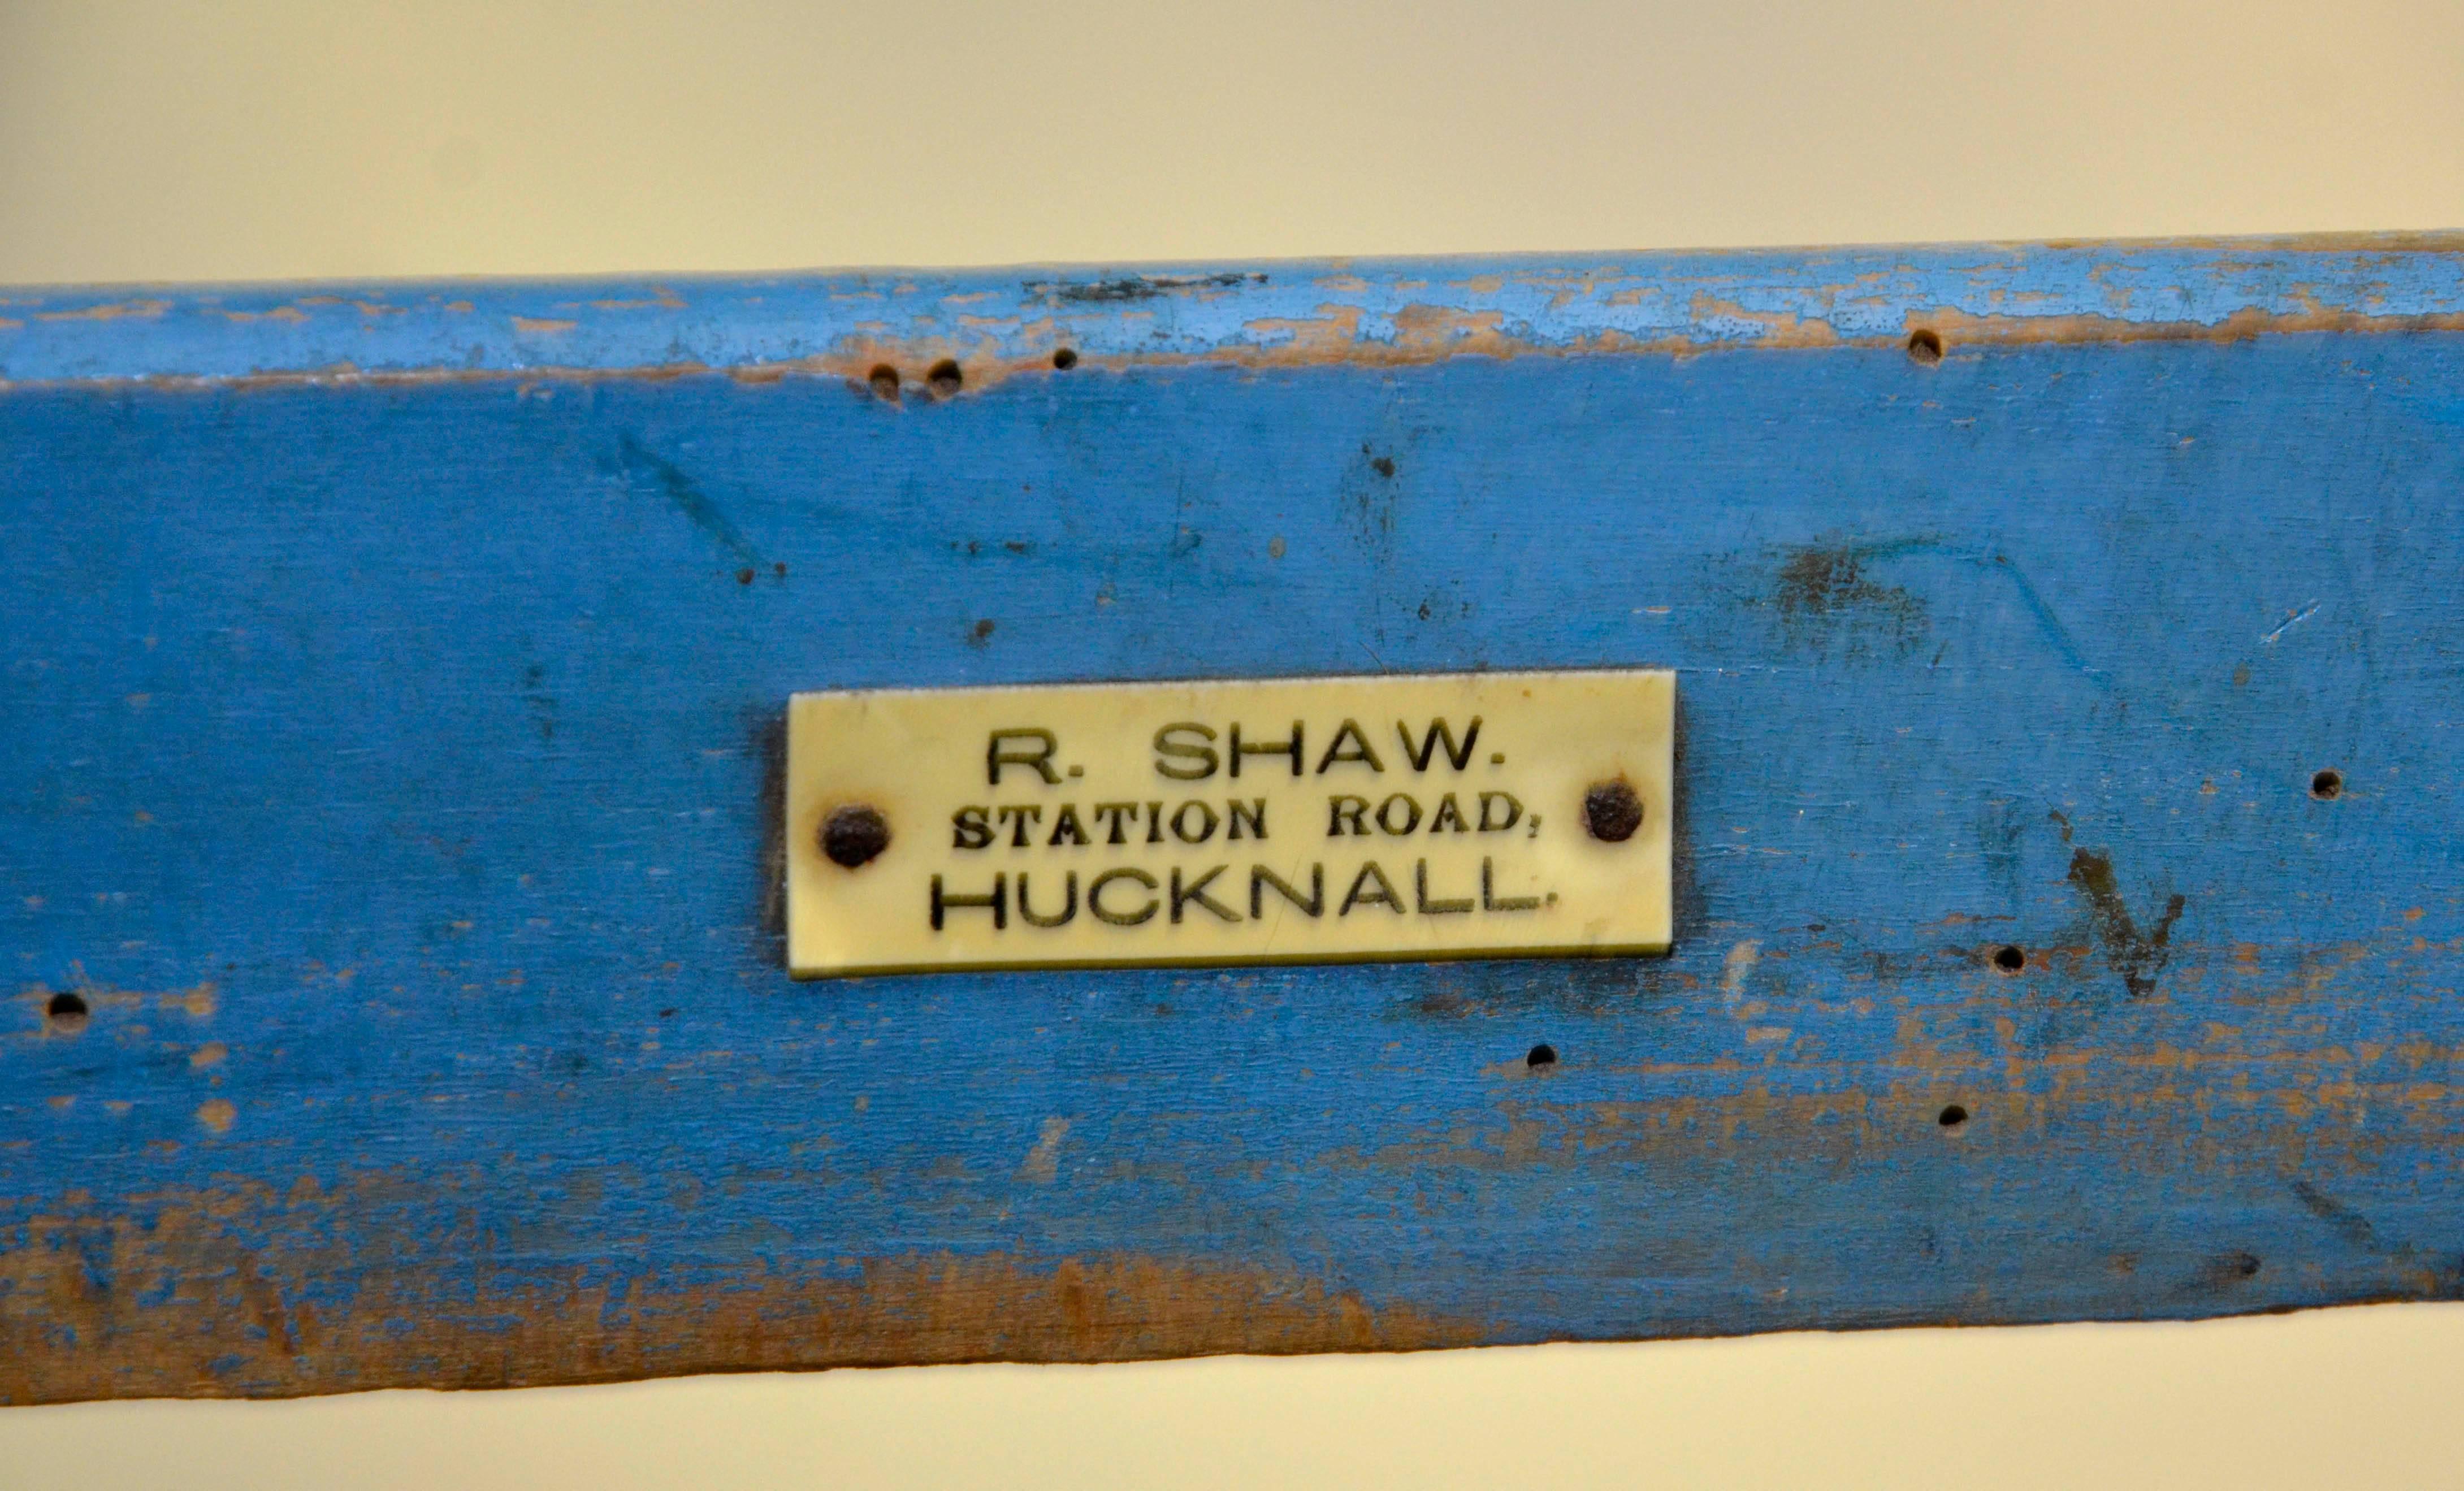 R. SHAW.
STATION ROAD,
HUCKNALL.